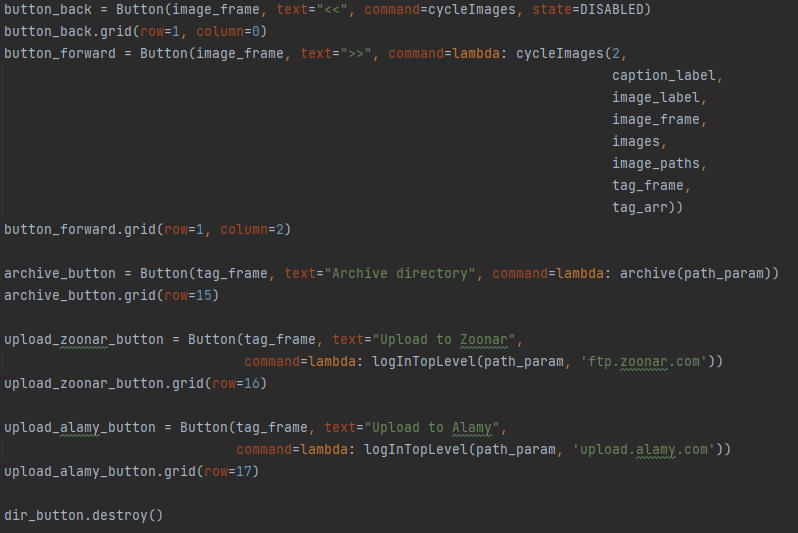 button_back = Button(image_frame, text="<<", command=cycleImages, state=DISABLED)
button_back.grid(row=1, column=0)
button_forward = Button(image_frame, text=">>", command=lambda: cycleImages(2,
caption_label,
image_label,
image_frame,
images,
image_paths,
tag_frame,
tag_arr))
button_forward.grid(row=1, column=2)
archive_button = Button(tag_frame, text="Archive directory", command=lambda: archive(path_param))
archive_button.grid(row=15)
upload_zoonar_button = Button(tag_frame, text="Upload to Zoonar",
command=lambda: logInTopLevel(path_param, 'ftp.zoonar.com'))
upload_zoonar_button.grid(row=16)
upload_alamy_button = Button(tag_frame, text="Upload to Alamy",
command=lambda: logInTopLevel(path_param, 'upload.alamy.com'))
upload_alamy_button.grid(row=17)
dir_button.destroy()